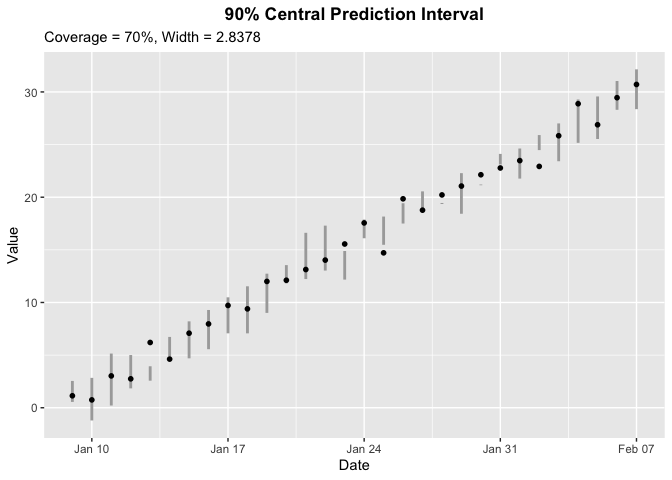 90% Central Prediction Interval
Coverage = 70%, Width = 2.8378
30
20
10
0
Value
Jan 10 Jan 17 Jan 24 Jan 31 Feb 07
Date